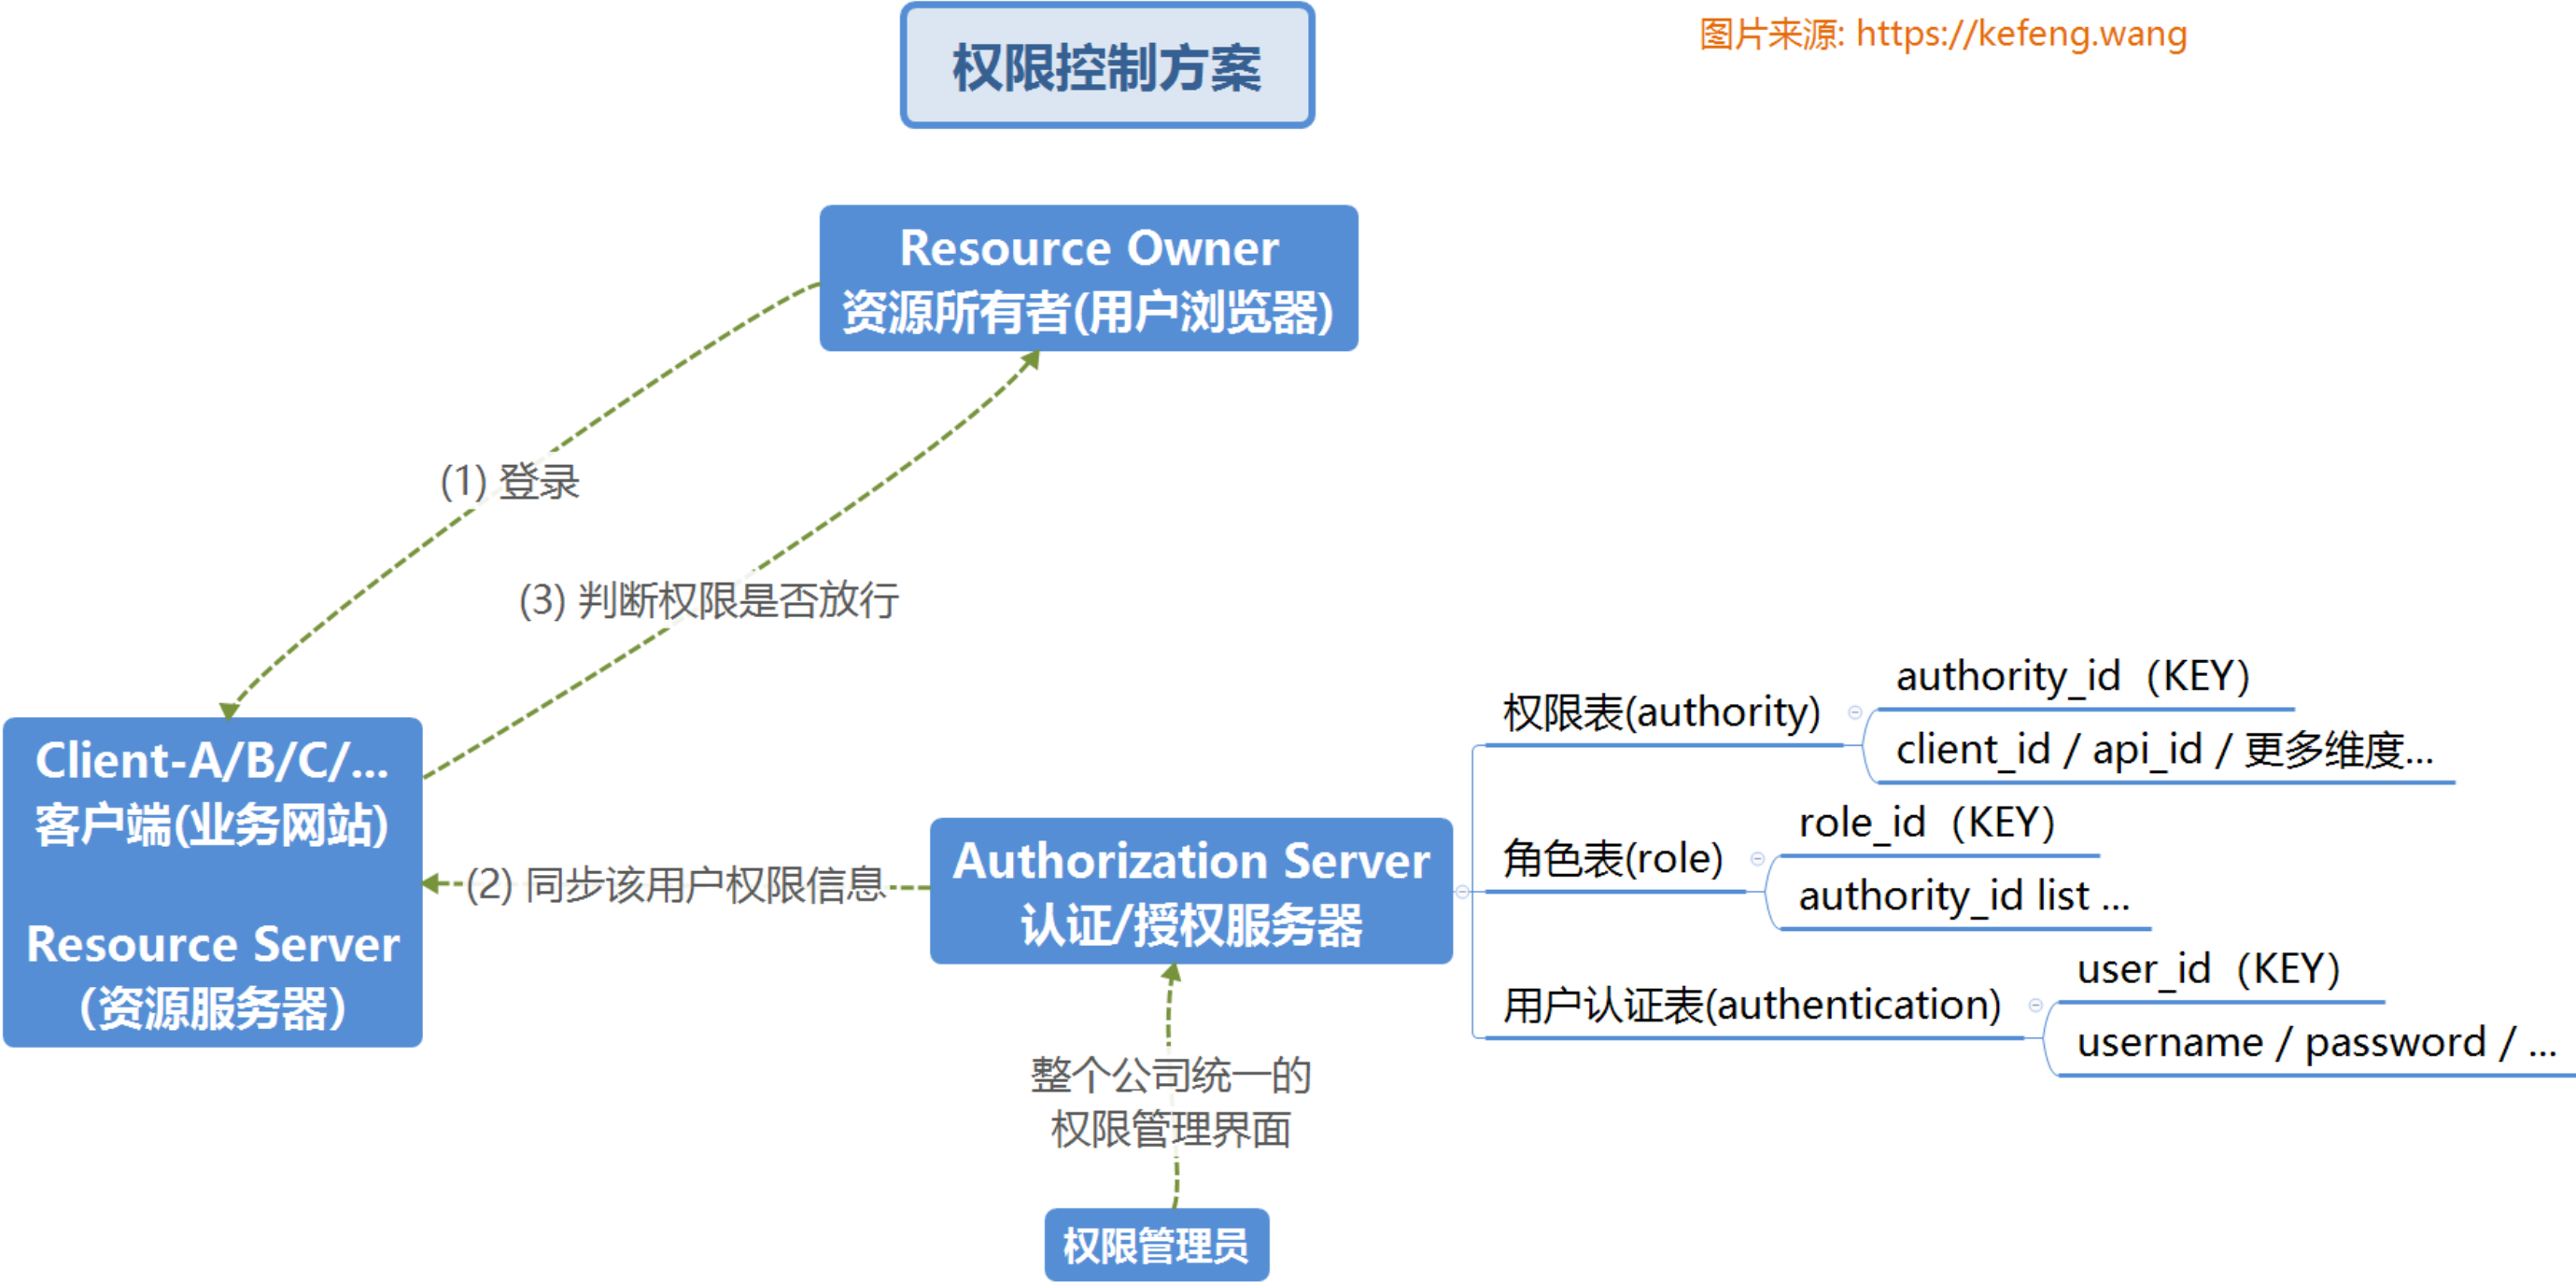 权限控制方案
图片来源: https://kefeng.wang
Resource Owner
资源所有者(用户浏览器)
(1) 登录
(3) 判断权限是否放行
Client-A/B/C/...
客户端(业务网站)
Resource Server
（资源服务器）
(2) 同步该用户权限信息
Authorization Server
认证/授权服务器
权限表(authority)
authority_id（KEY）
client_id / api_id / 更多维度...
角色表(role)
role_id（KEY）
authority_id list ...
用户认证表(authentication)
user_id（KEY）
username / password / ...
整个公司统一的
权限管理界面
权限管理员